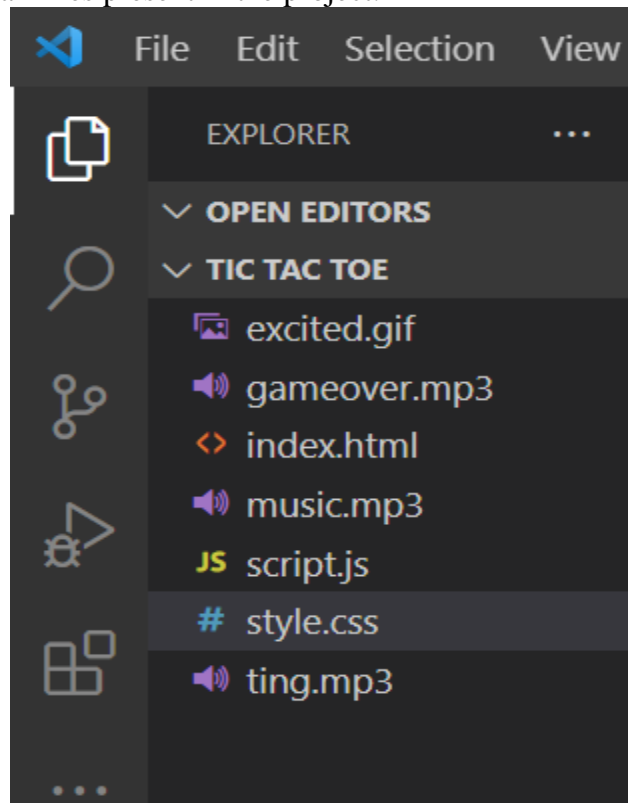 File Edit Selection View
EXPLORER ...
OPEN EDITORS
TIC TAC TOE
excited.gif
gameover.mp3
<> index.html
music.mp3
JS script.js
# style.css
ting.mp3